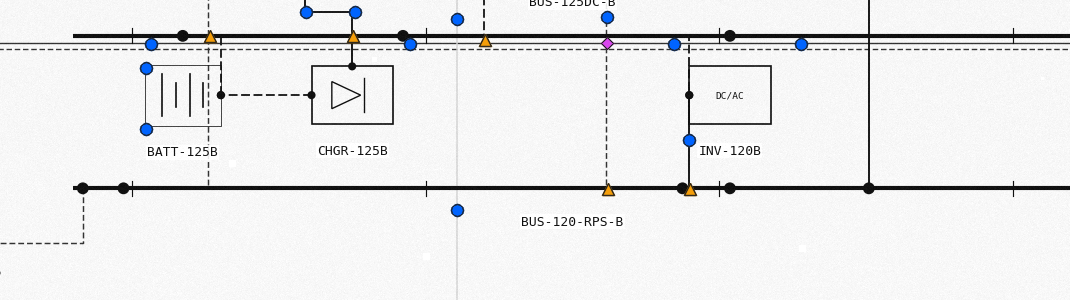 BUS-125DC-B
DC/AC
BATT-125B
CHGR-125B
INV-120B
BUS-120-RPS-B